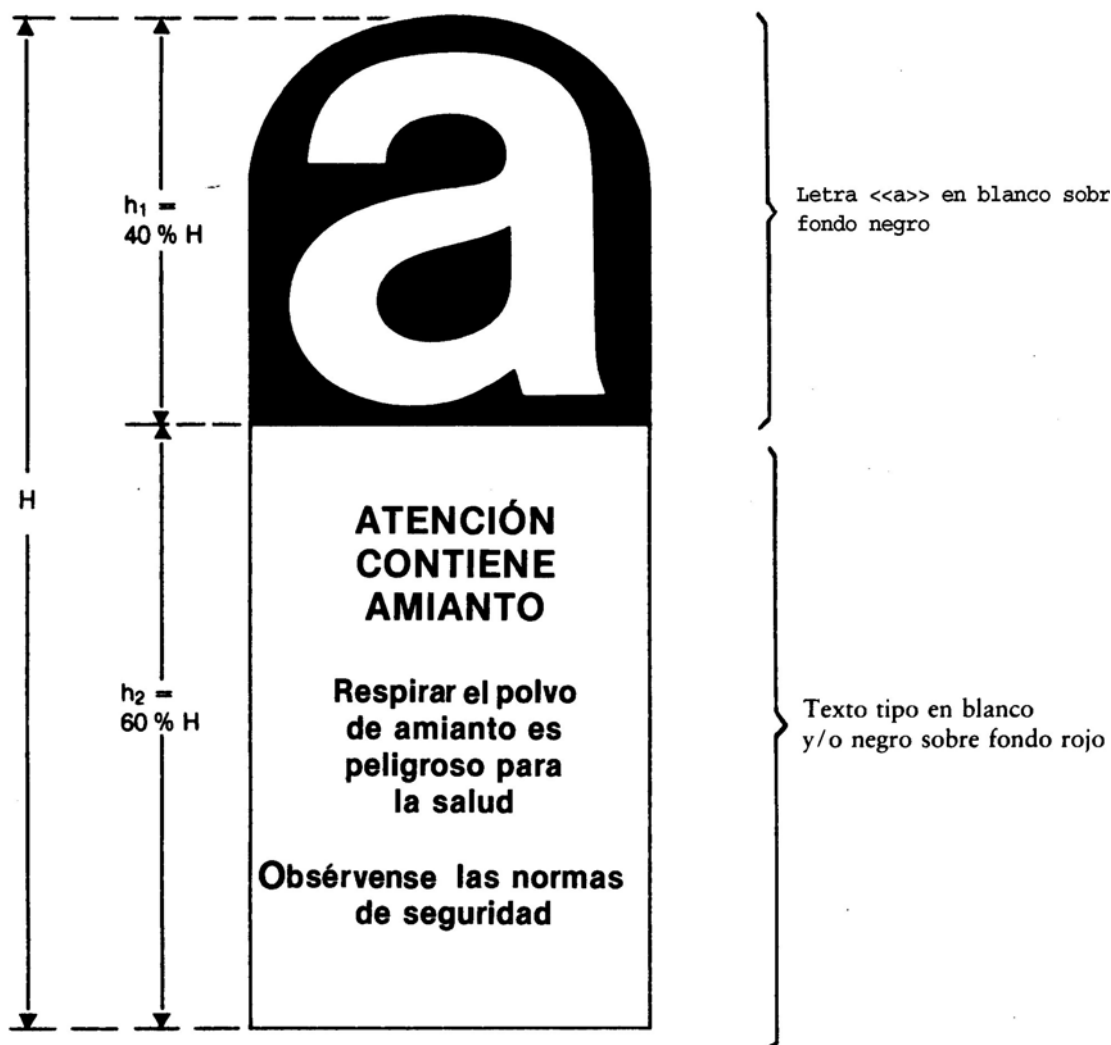 a
h₁ =
40 % H
Letra <<a>> en blanco sobr
fondo negro
H
ATENCIÓN
CONTIENE
AMIANTO
h₂ =
60 % H
Respirar el polvo
de amianto es
peligroso para
la salud
Texto tipo en blanco
y/o negro sobre fondo rojo
Obsérvense las normas
de seguridad